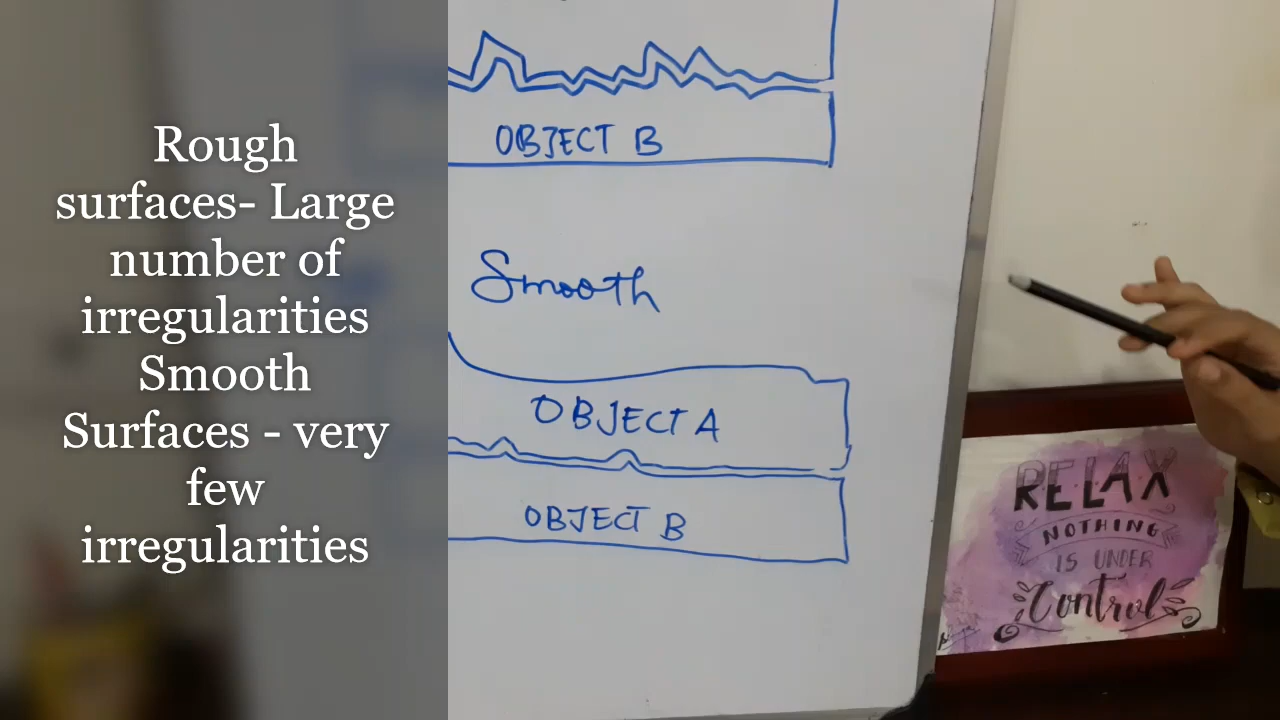 Rough
surfaces- Large
number of
irregularities
Smooth
Surfaces - very
few
irregularities
OBJECT B
Smooth
OBJECT A
OBJECT B
RELAX
NOTHING
IS UNDER
Control